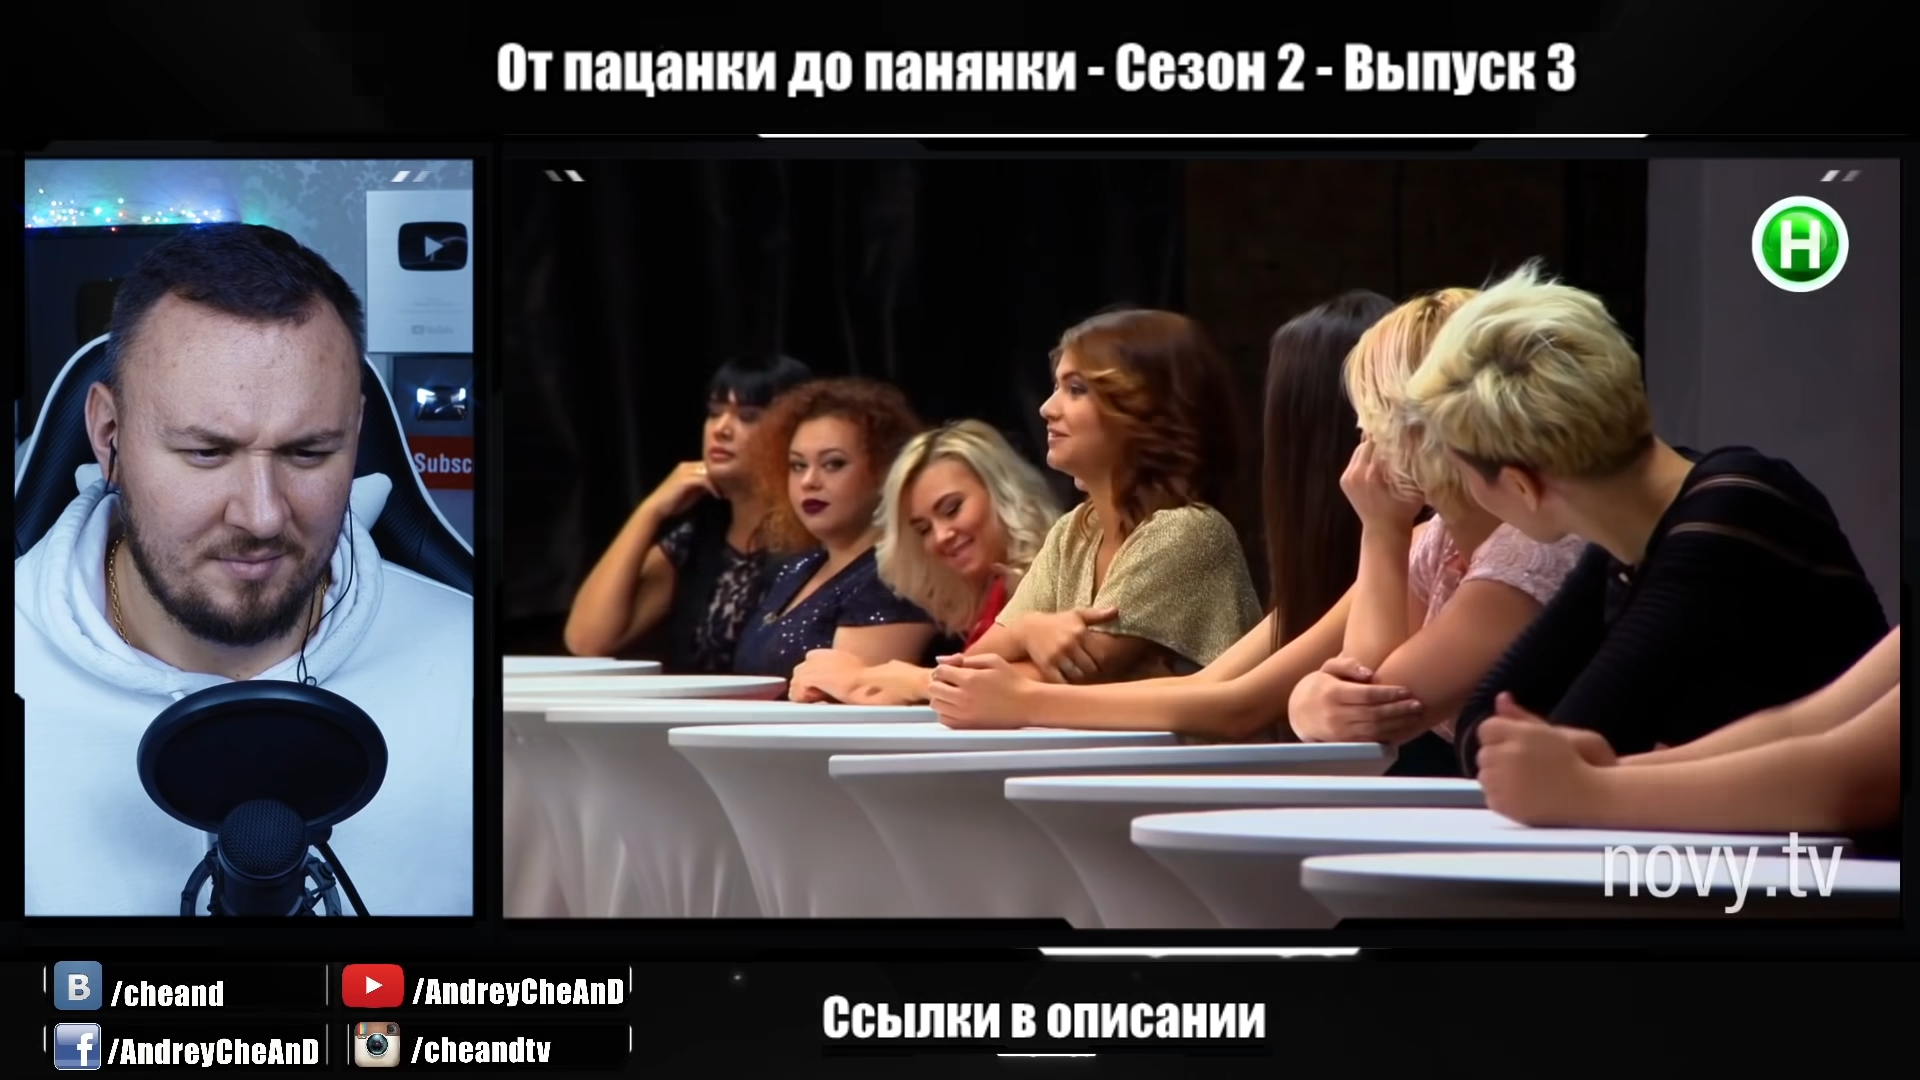 От пацанки до панянки - Сезон 2 - Выпуск 3
Н
Subsc
novy.tv
B /cheand
/AndreyCheAnD
f /AndreyCheAnD
/cheandtv
Ссылки в описании